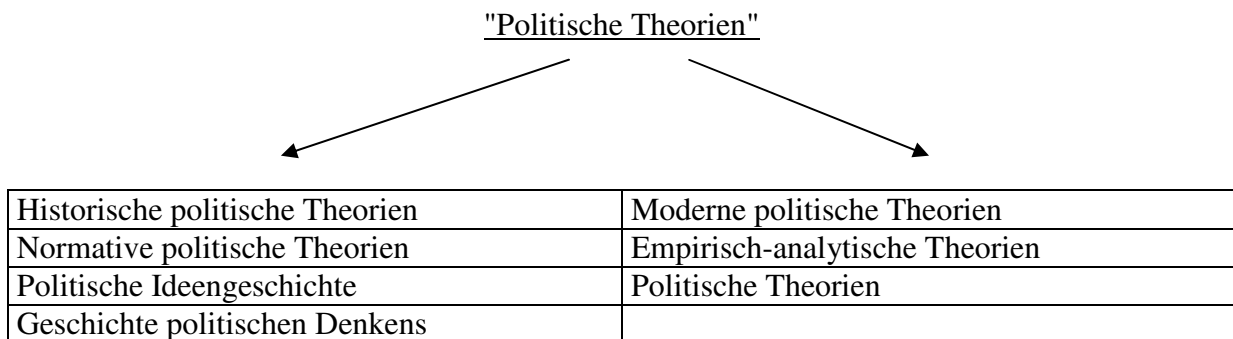 "Politische Theorien"
Historische politische Theorien Moderne politische Theorien
Normative politische Theorien Empirisch-analytische Theorien
Politische Ideengeschichte Politische Theorien
Geschichte politischen Denkens